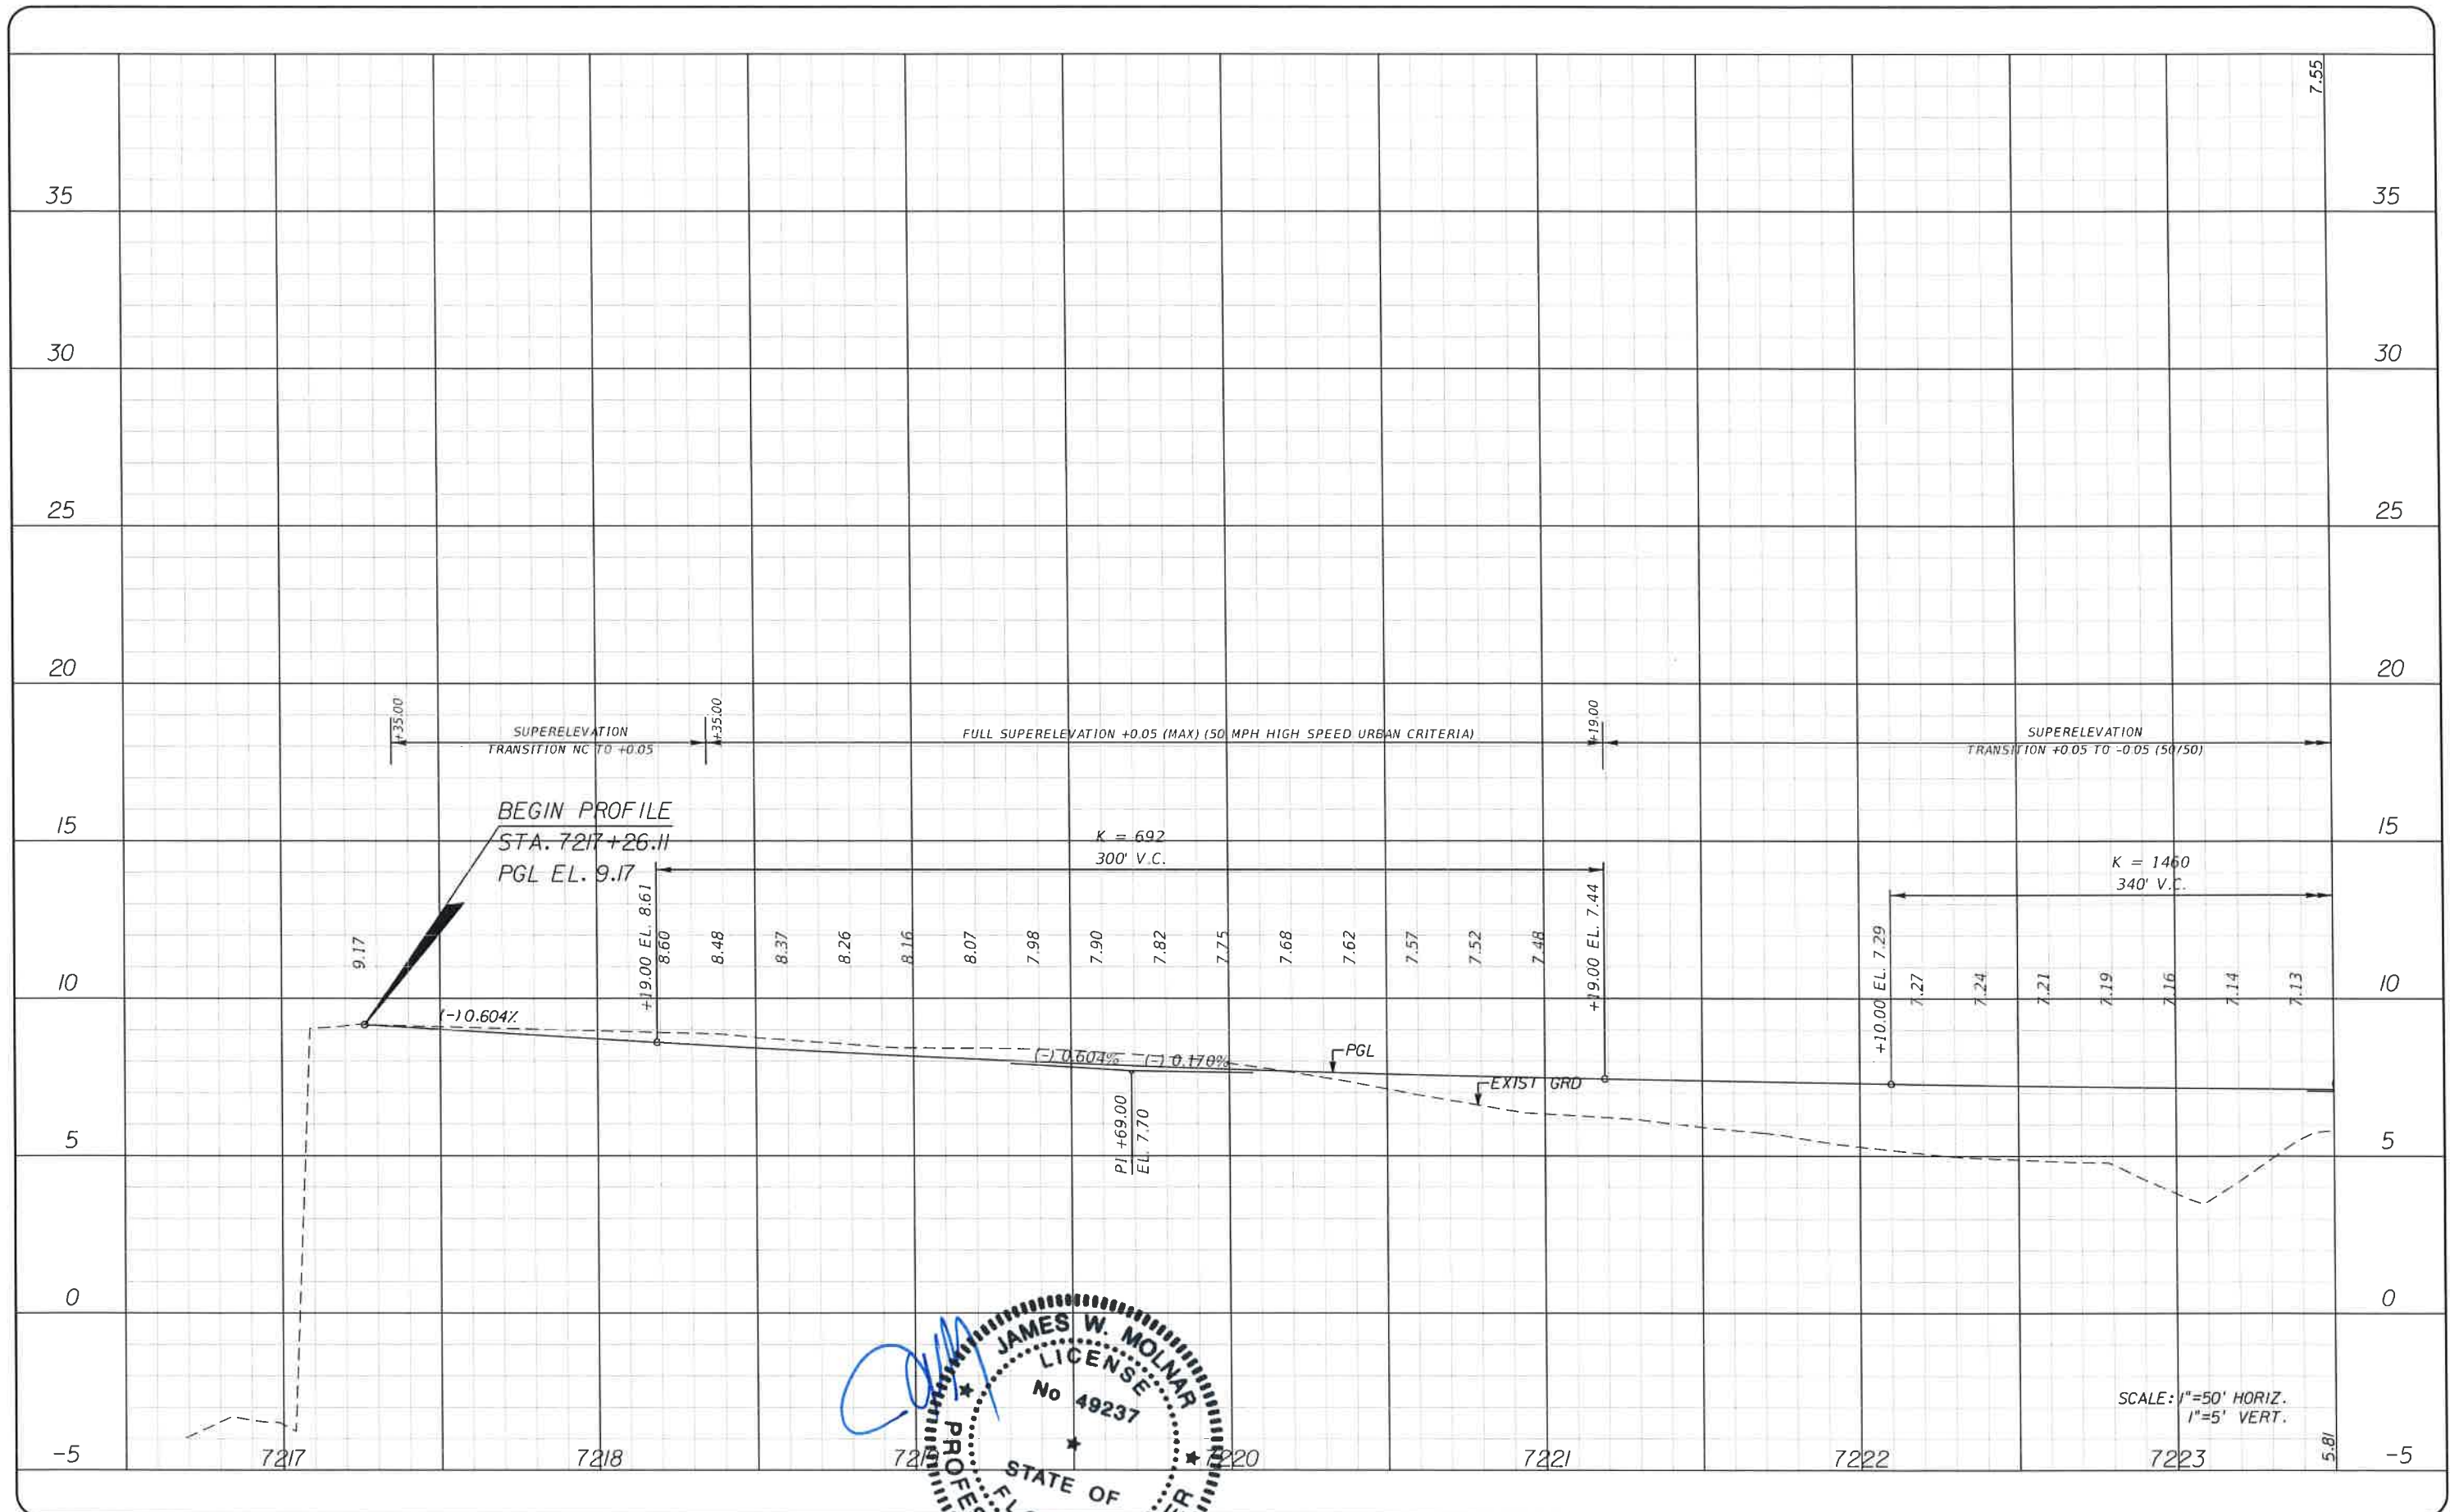 7.55
35 35
30 30
25 25
20 20
+35.00 +35.00 +19.00
SUPERELEVATION
TRANSITION NC TO +0.05
FULL SUPERELEVATION +0.05 (MAX) (50 MPH HIGH SPEED URBAN CRITERIA)
SUPERELEVATION
TRANSITION +0.05 TO -0.05 (50/50)
BEGIN PROFILE
STA. 7217+26.11
PGL EL. 9.17
15 15
K = 692
300' V.C.
K = 1460
340' V.C.
9.17
+19.00 EL. 8.61
8.60 8.48 8.37 8.26 8.16 8.07 7.98 7.90 7.82 7.75 7.68 7.62 7.57 7.52 7.48
+19.00 EL. 7.44
+10.00 EL. 7.29
7.27 7.24 7.21 7.19 7.16 7.14 7.13
10 10
(-) 0.604%
(-) 0.604% (-) 0.170%
PGL
EXIST GRD
PI +69.00
EL. 7.70
5 5
0 0
JAMES W. MOLNAR
LICENSE
No 49237
STATE OF
SCALE: 1"=50' HORIZ.
1"=5' VERT.
5.81
-5 7217 7218 7219 7220 7221 7222 7223 -5